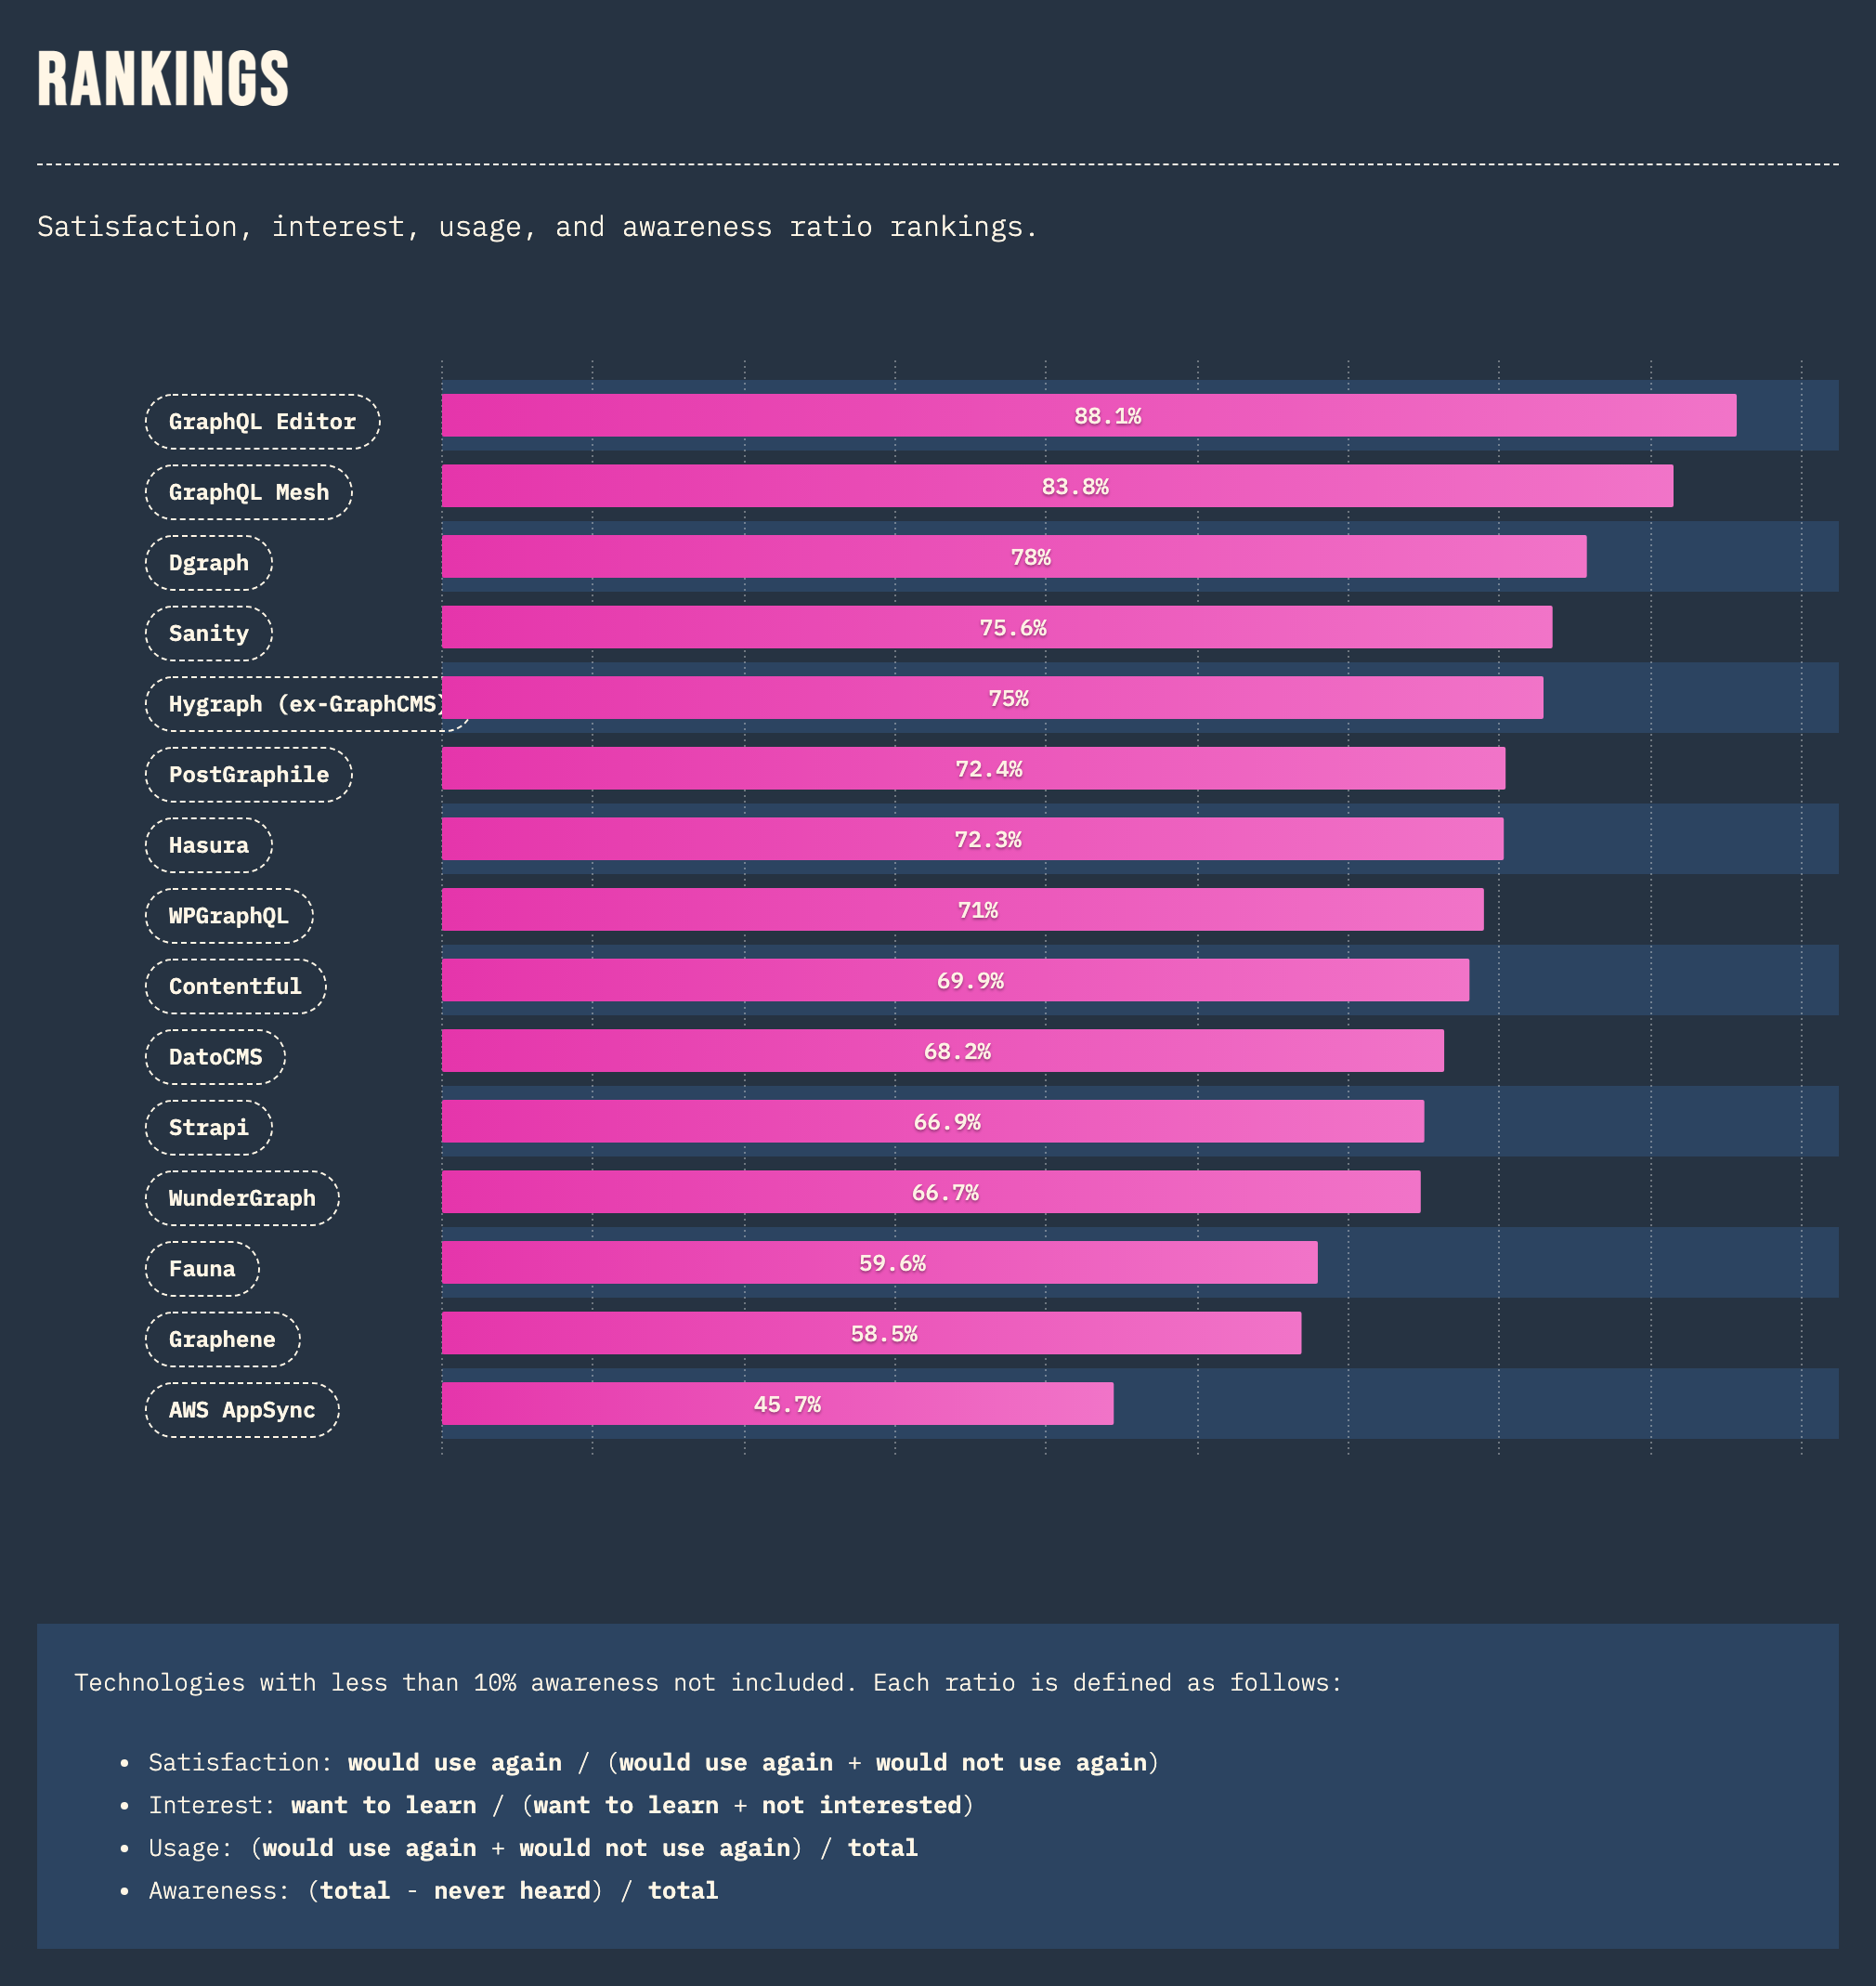 RANKINGS
Satisfaction, interest, usage, and awareness ratio rankings.
GraphQL Editor 88.1%
GraphQL Mesh 83.8%
Dgraph 78%
Sanity 75.6%
Hygraph (ex-GraphCMS) 75%
PostGraphile 72.4%
Hasura 72.3%
WPGraphQL 71%
Contentful 69.9%
DatoCMS 68.2%
Strapi 66.9%
WunderGraph 66.7%
Fauna 59.6%
Graphene 58.5%
AWS AppSync 45.7%
Technologies with less than 10% awareness not included. Each ratio is defined as follows:
• Satisfaction: would use again / (would use again + would not use again)
• Interest: want to learn / (want to learn + not interested)
• Usage: (would use again + would not use again) / total
• Awareness: (total - never heard) / total